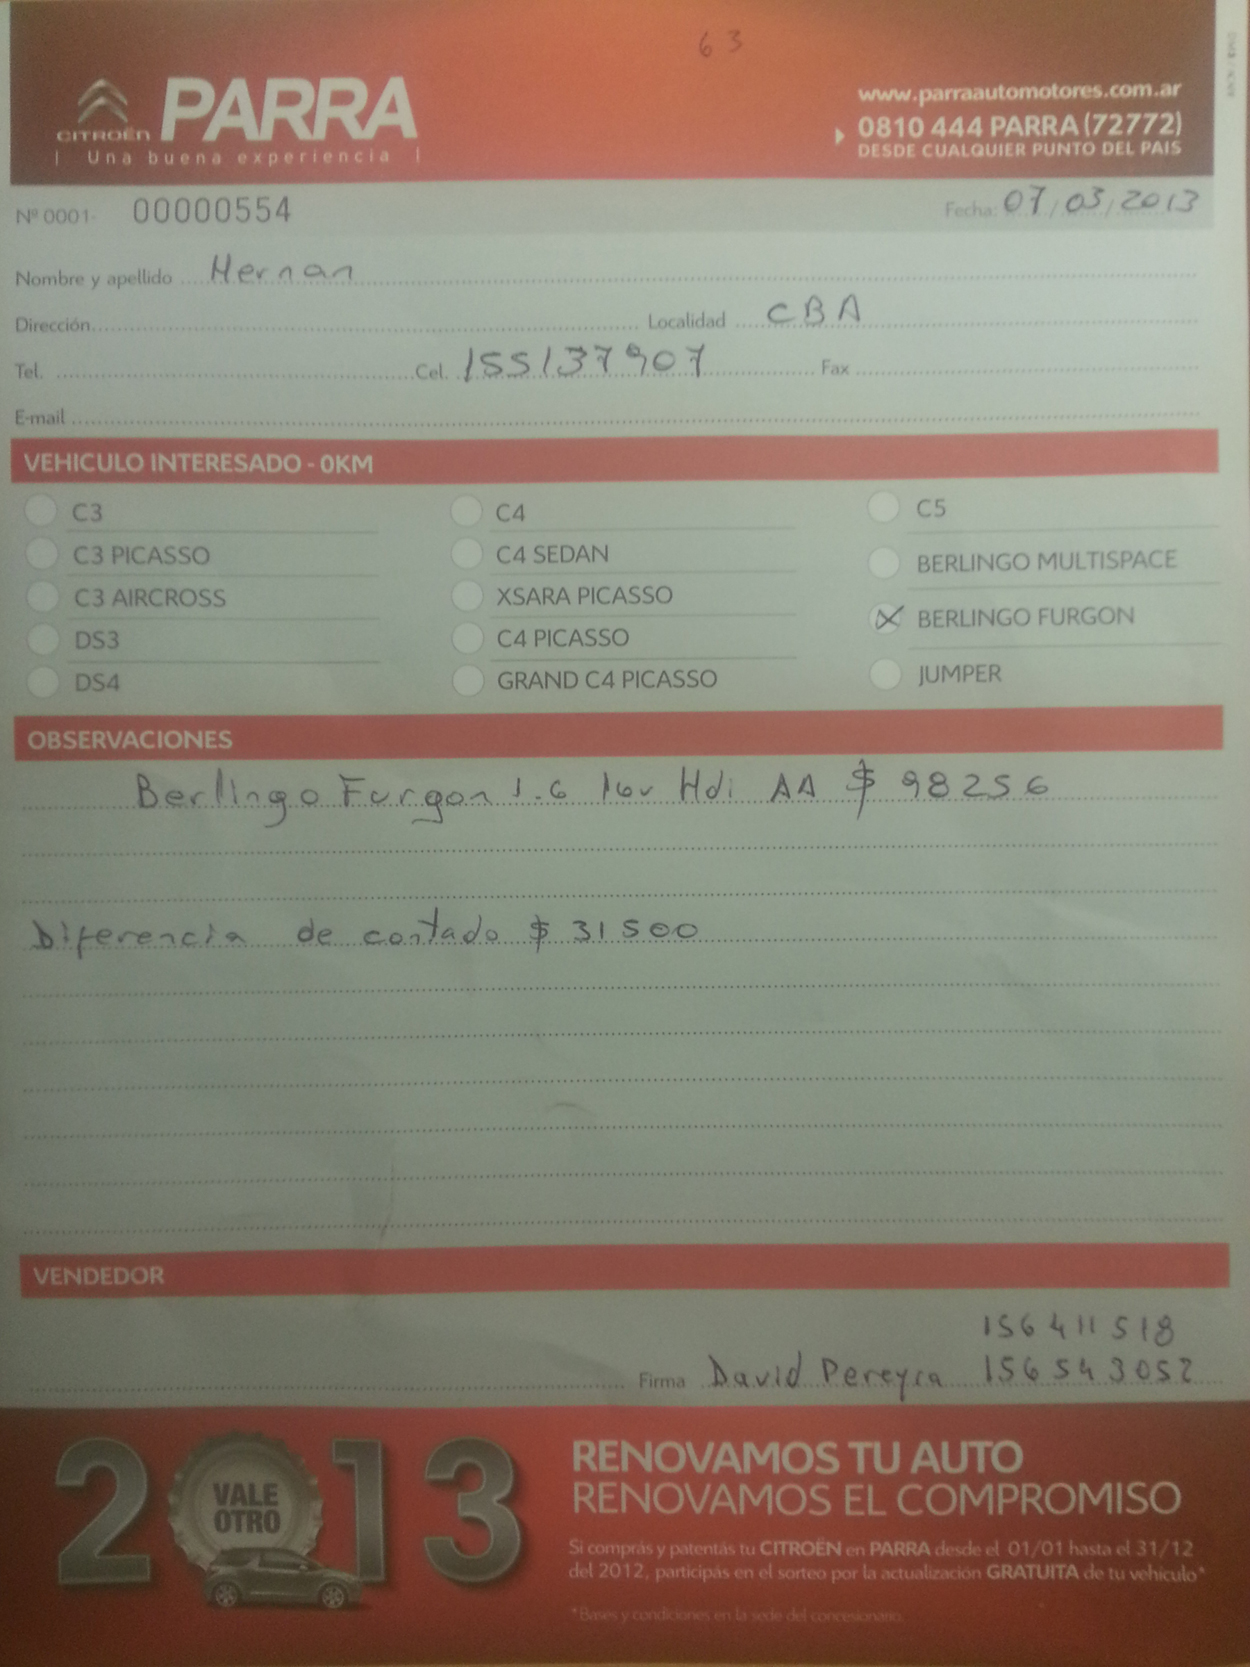 63
CITROËN PARRA
| Una buena experiencia |
www.parraautomotores.com.ar
0810 444 PARRA (72772)
DESDE CUALQUIER PUNTO DEL PAIS
Nº 0001- 00000554
Fecha: 07/03/2013
Nombre y apellido Hernan
Dirección Localidad CBA
Tel. Cel. 155137907 Fax
E-mail
VEHICULO INTERESADO - 0KM
C3 C4 C5
C3 PICASSO C4 SEDAN BERLINGO MULTISPACE
C3 AIRCROSS XSARA PICASSO BERLINGO FURGON
DS3 C4 PICASSO JUMPER
DS4 GRAND C4 PICASSO
OBSERVACIONES
Berlingo Furgon 1.6 16v Hdi AA $ 98256
Diferencia de contado $ 31500
VENDEDOR
156411518
Firma David Pereyra 156543052
2013
VALE OTRO
RENOVAMOS TU AUTO
RENOVAMOS EL COMPROMISO
Si comprás y patentás tu CITROËN en PARRA desde el 01/01 hasta el 31/12
del 2012, participás en el sorteo por la actualización GRATUITA de tu vehículo*
*Bases y condiciones en la sede del concesionario.